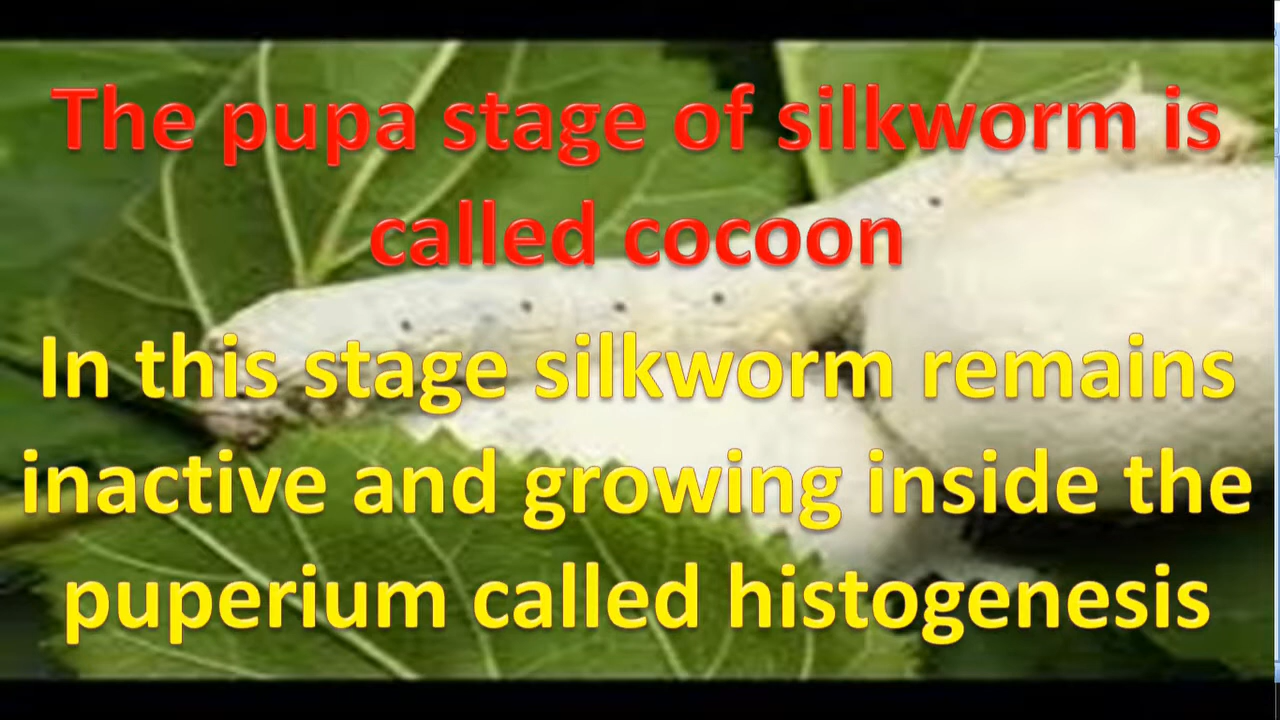 The pupa stage of silkworm is
called cocoon
In this stage silkworm remains
inactive and growing inside the
puperium called histogenesis